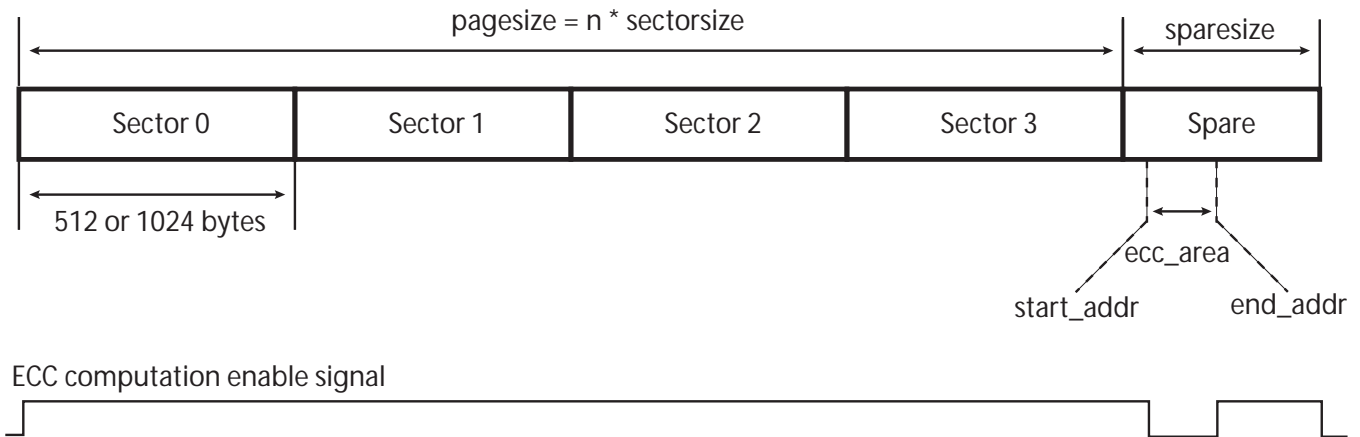 pagesize = n * sectorsize
sparesize
Sector 0 Sector 1 Sector 2 Sector 3 Spare
512 or 1024 bytes
ecc_area
start_addr end_addr
ECC computation enable signal